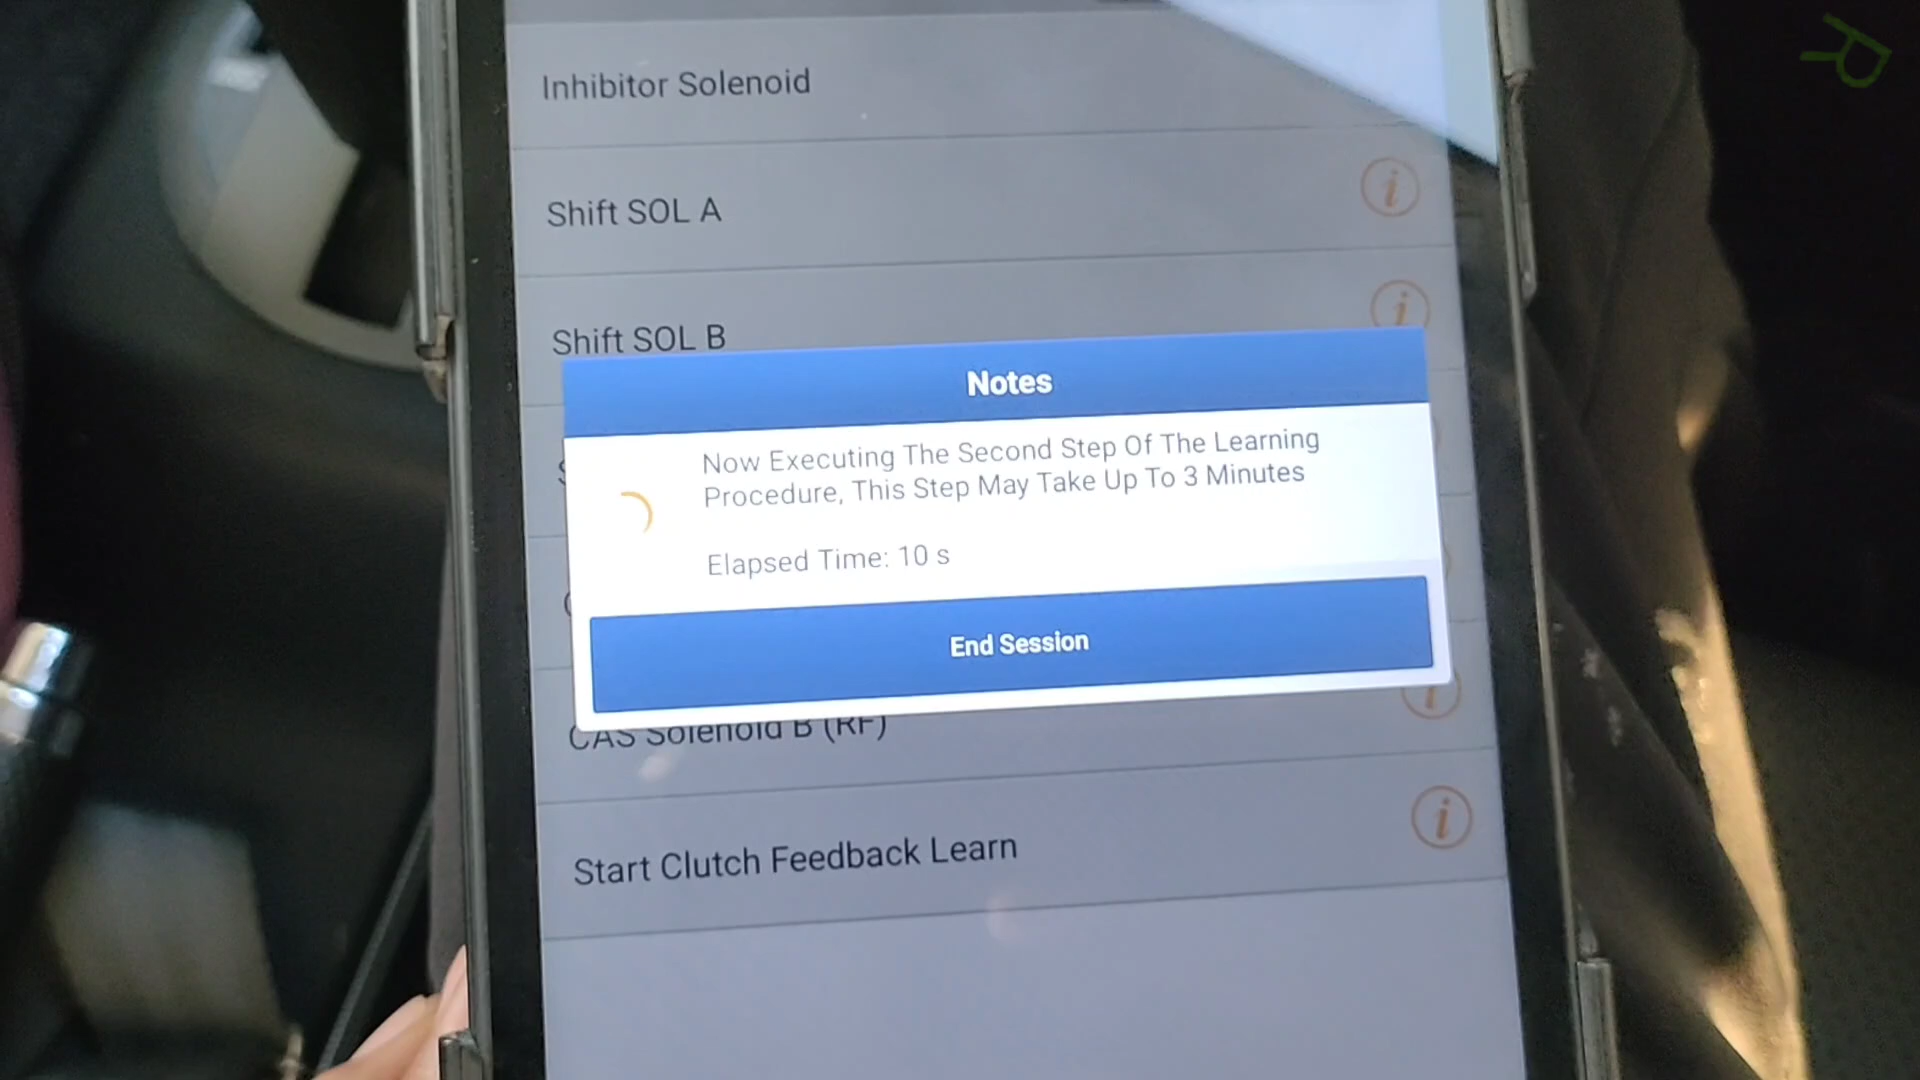 Inhibitor Solenoid
Shift SOL A
Shift SOL B
Notes
Now Executing The Second Step Of The Learning
Procedure, This Step May Take Up To 3 Minutes
Elapsed Time: 10 s
End Session
CAS Solenoid B (RF)
Start Clutch Feedback Learn